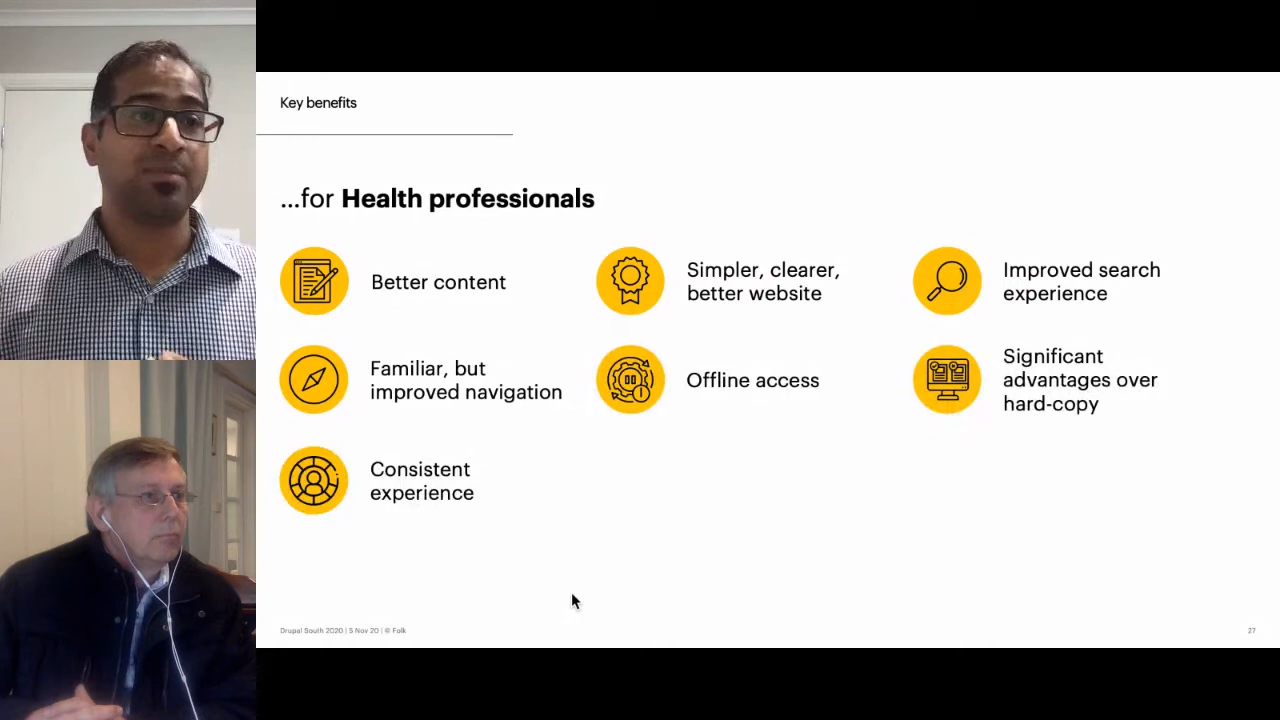 Key benefits
...for Health professionals
Better content
Simpler, clearer,
better website
Improved search
experience
Familiar, but
improved navigation
Offline access
Significant
advantages over
hard-copy
Consistent
experience
Drupal South 2020 | 5 Nov 20 | © Folk
27